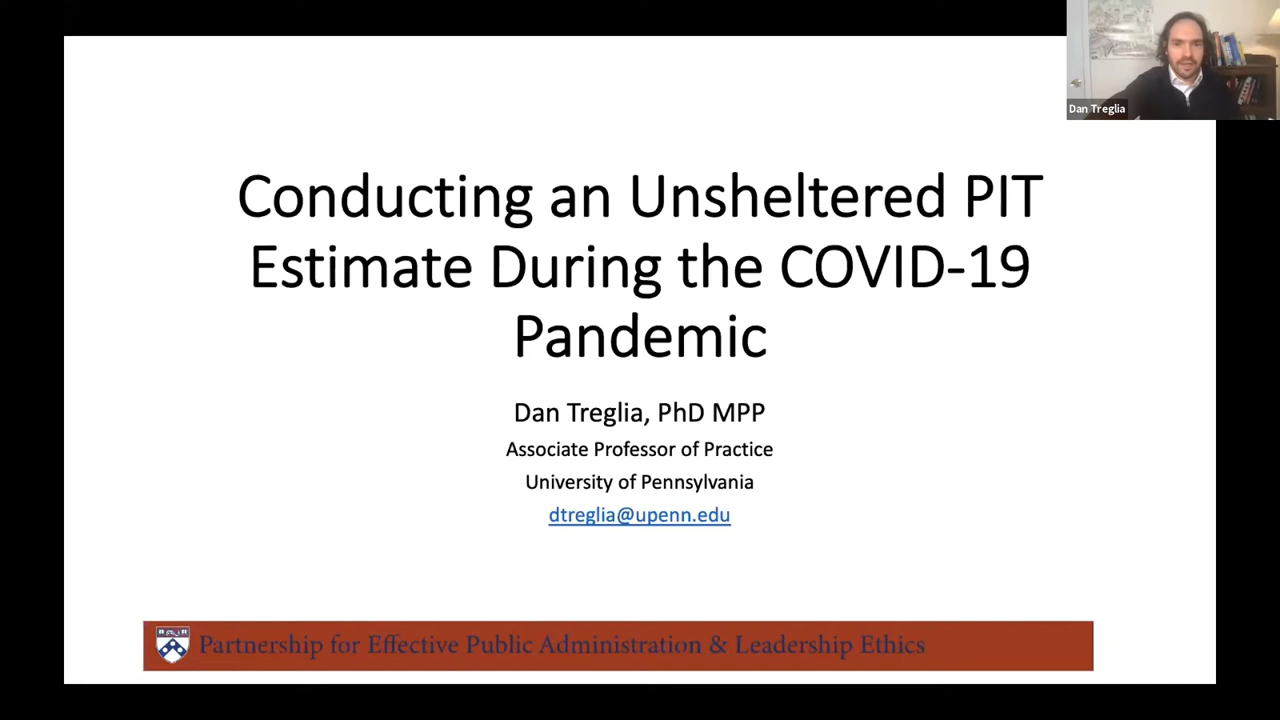 Dan Treglia
Conducting an Unsheltered PIT
Estimate During the COVID-19
Pandemic
Dan Treglia, PhD MPP
Associate Professor of Practice
University of Pennsylvania
dtreglia@upenn.edu
Partnership for Effective Public Administration & Leadership Ethics